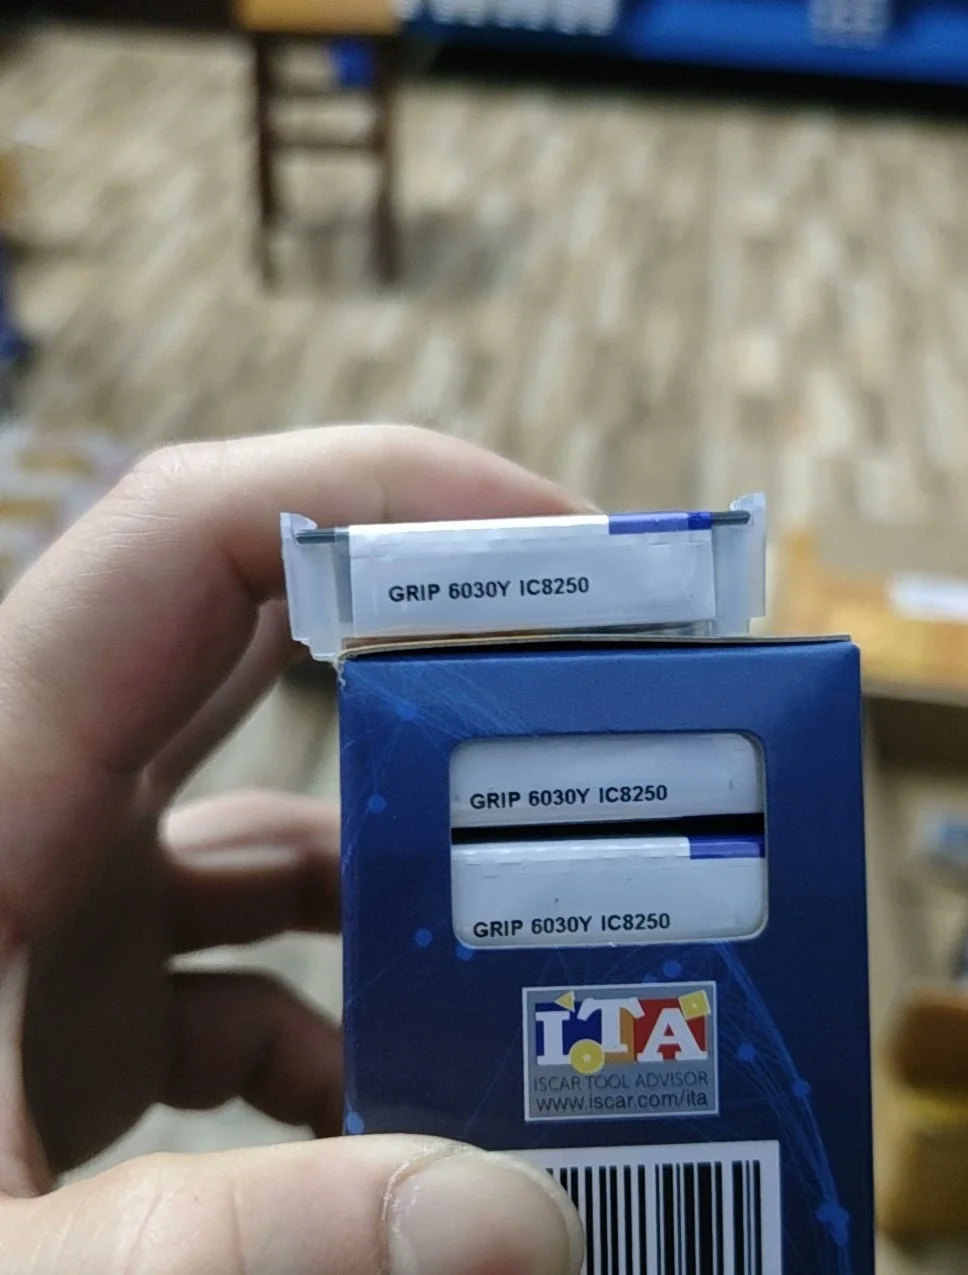 GRIP 6030Y IC8250
GRIP 6030Y IC8250
GRIP 6030Y IC8250
iTA
ISCAR TOOL ADVISOR
www.iscar.com/ita